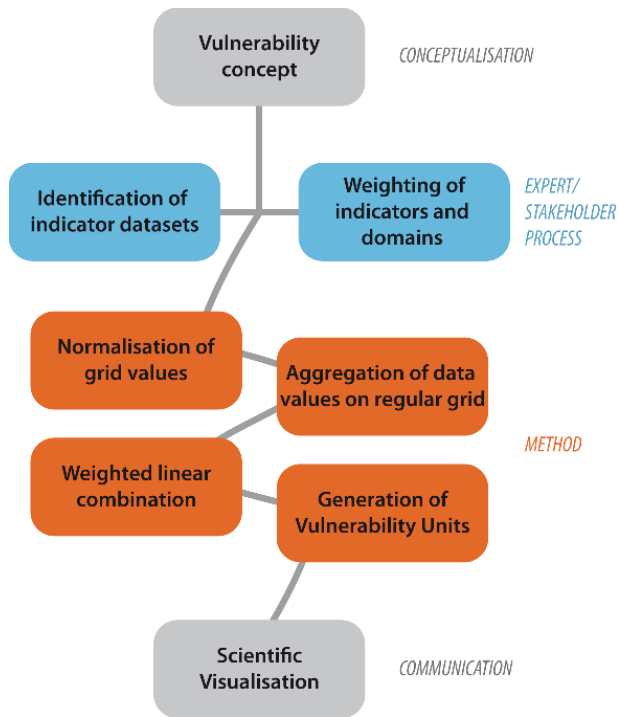 Vulnerability
concept
CONCEPTUALISATION
Identification of
indicator datasets
Weighting of
indicators and
domains
EXPERT/
STAKEHOLDER
PROCESS
Normalisation of
grid values
Aggregation of data
values on regular grid
METHOD
Weighted linear
combination
Generation of
Vulnerability Units
Scientific
Visualisation
COMMUNICATION